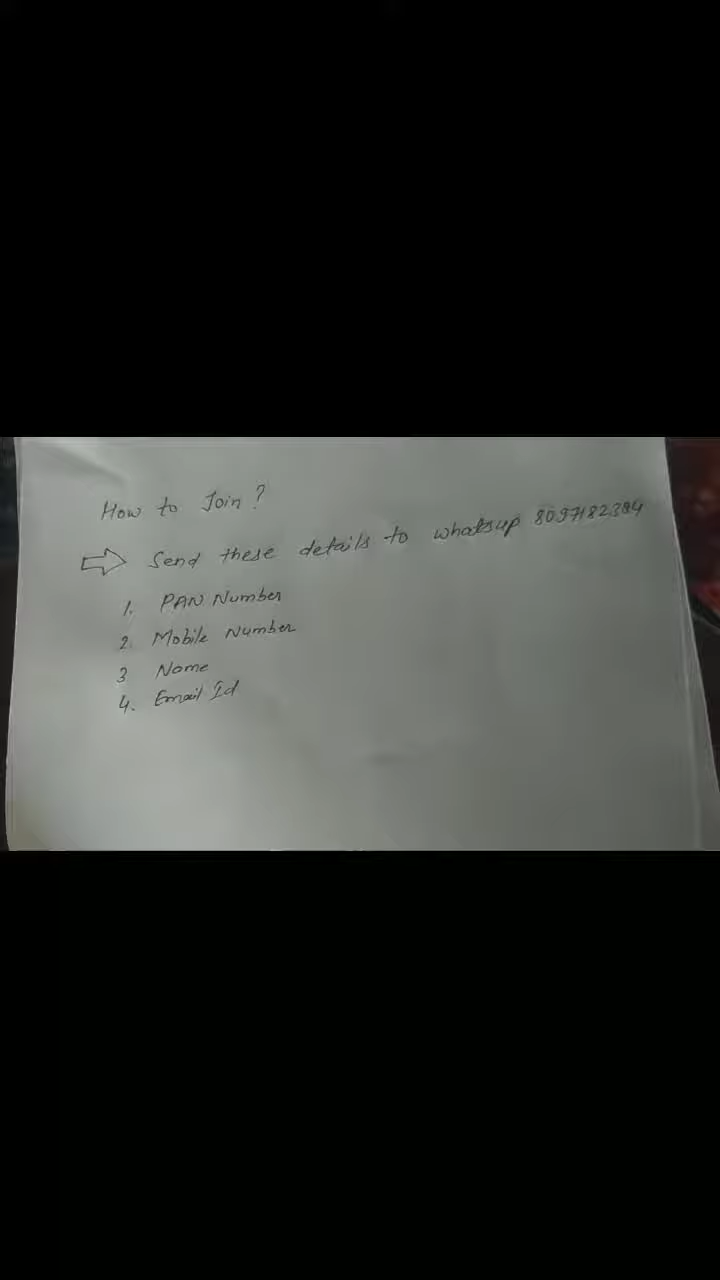 How to Join?
⇨ Send these details to whatsup 8097182384
1. PAN Number
2. Mobile Number
3 Name
4. Email Id